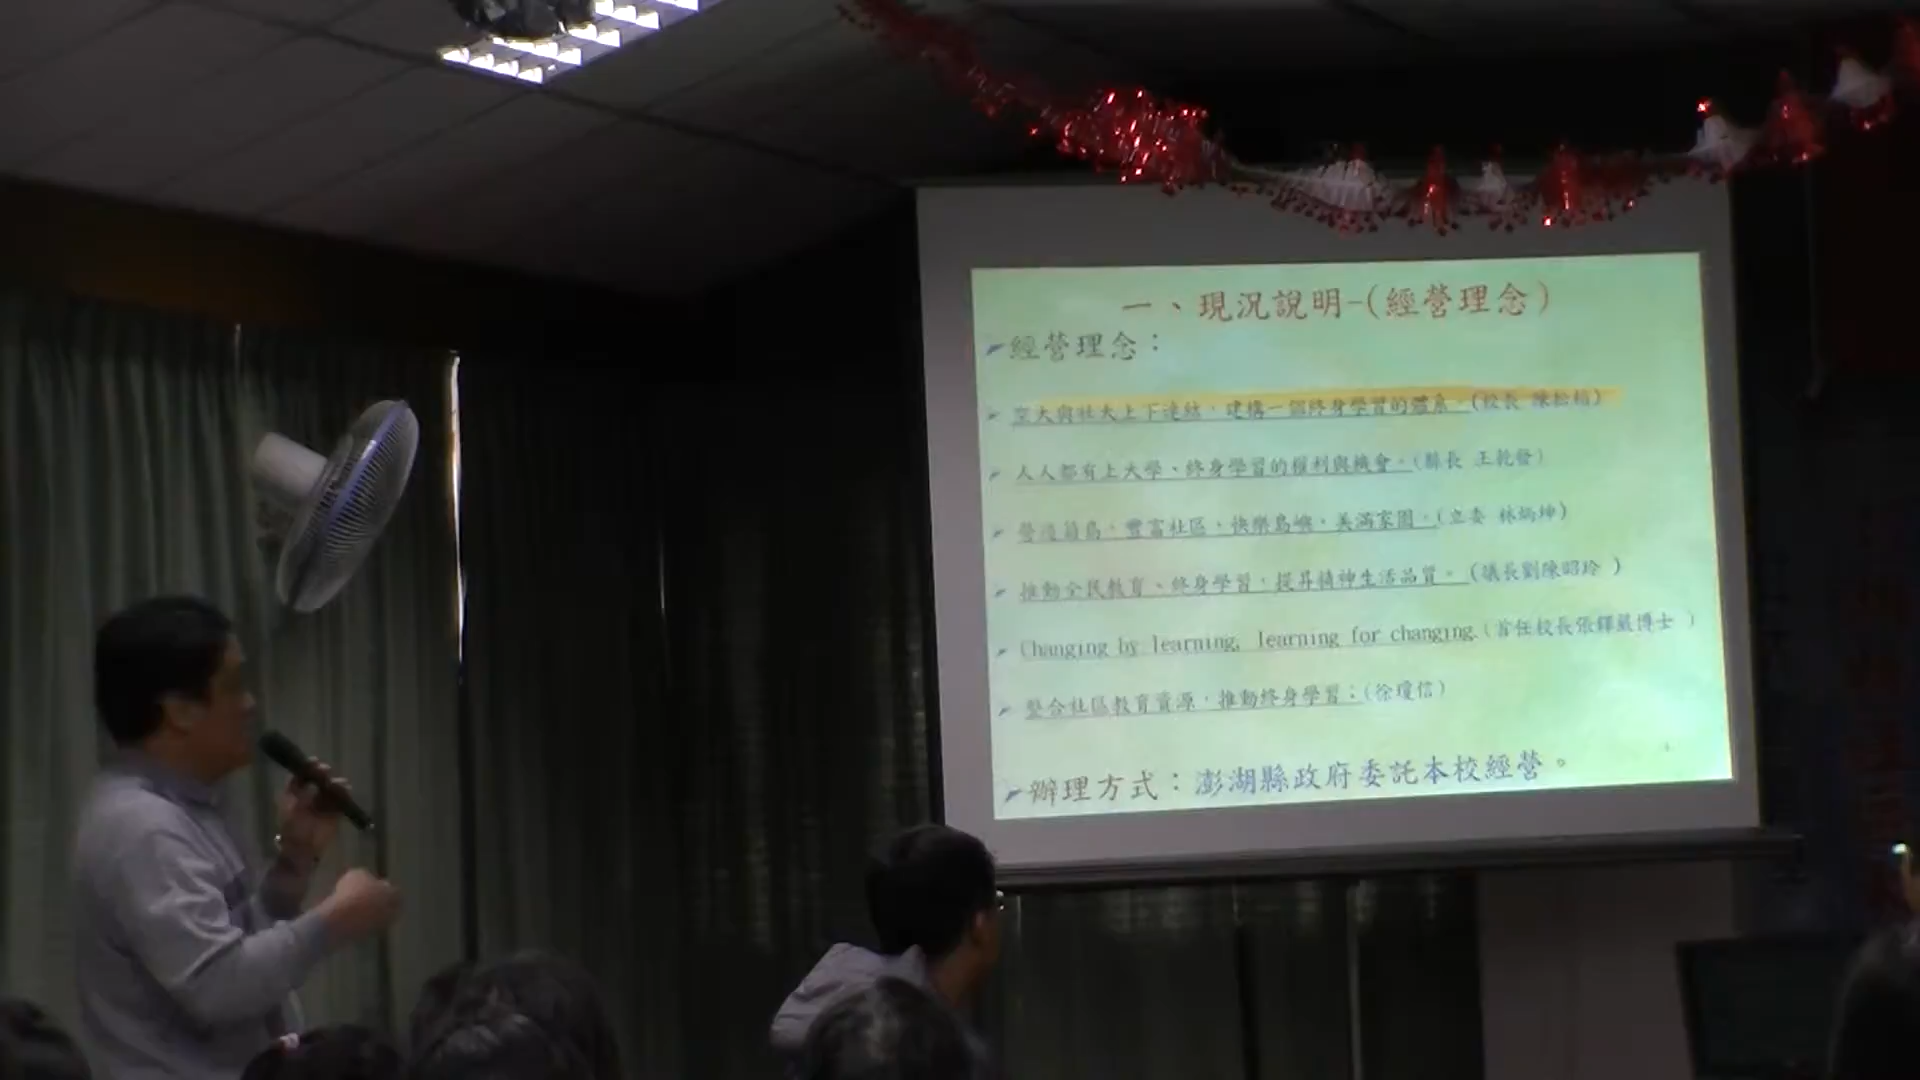 一、現況說明-(經營理念)
經營理念：
空大與社大上下連結，建構一個終身學習的體系 (校長 陳松柏)
人人都有上大學、終身學習的權利與機會。(縣長 王乾發)
營造首島，豐富社區，快樂島嶼，美滿家園。(立委 林炳坤)
推動全民教育、終身學習，提昇精神生活品質。(議長劉陳昭玲 )
Changing by learning, learning for changing.(首任校長張鐸嚴博士 )
整合社區教育資源，推動終身學習；(徐瓊信)
辦理方式：澎湖縣政府委託本校經營。